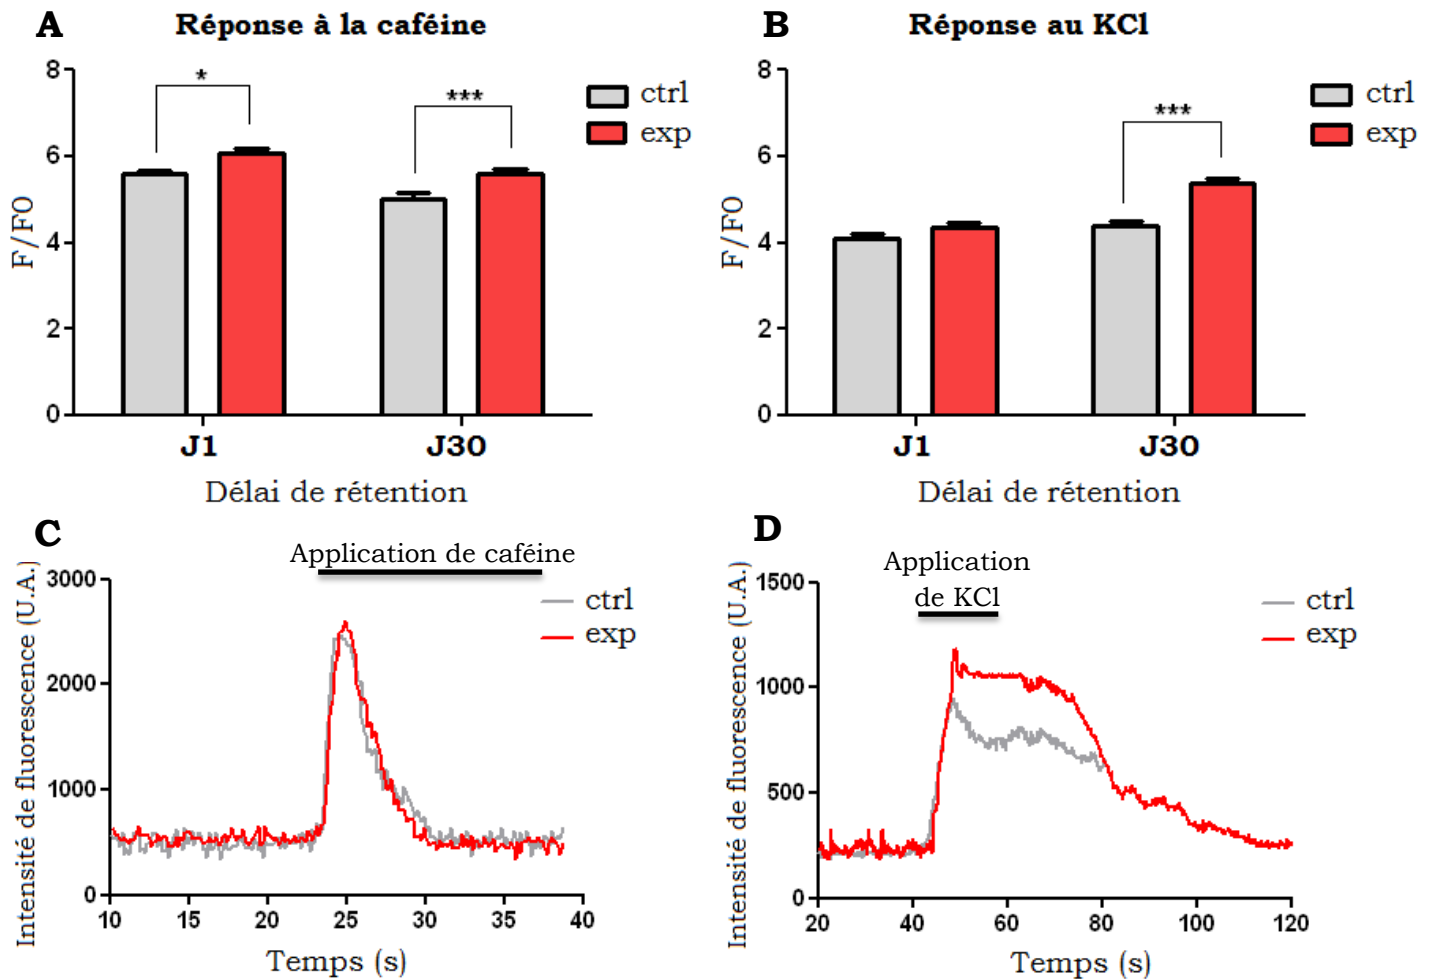 A
Réponse à la caféine
8
6
4
2
0
F/F0
*
***
ctrl
exp
J1
J30
Délai de rétention
B
Réponse au KCl
8
6
4
2
0
F/F0
***
ctrl
exp
J1
J30
Délai de rétention
C
Application de caféine
3000
2000
1000
0
Intensité de fluorescence (U.A.)
ctrl
exp
10 15 20 25 30 35 40
Temps (s)
D
Application
de KCl
1500
1000
500
0
Intensité de fluorescence (U.A.)
ctrl
exp
20 40 60 80 100 120
Temps (s)